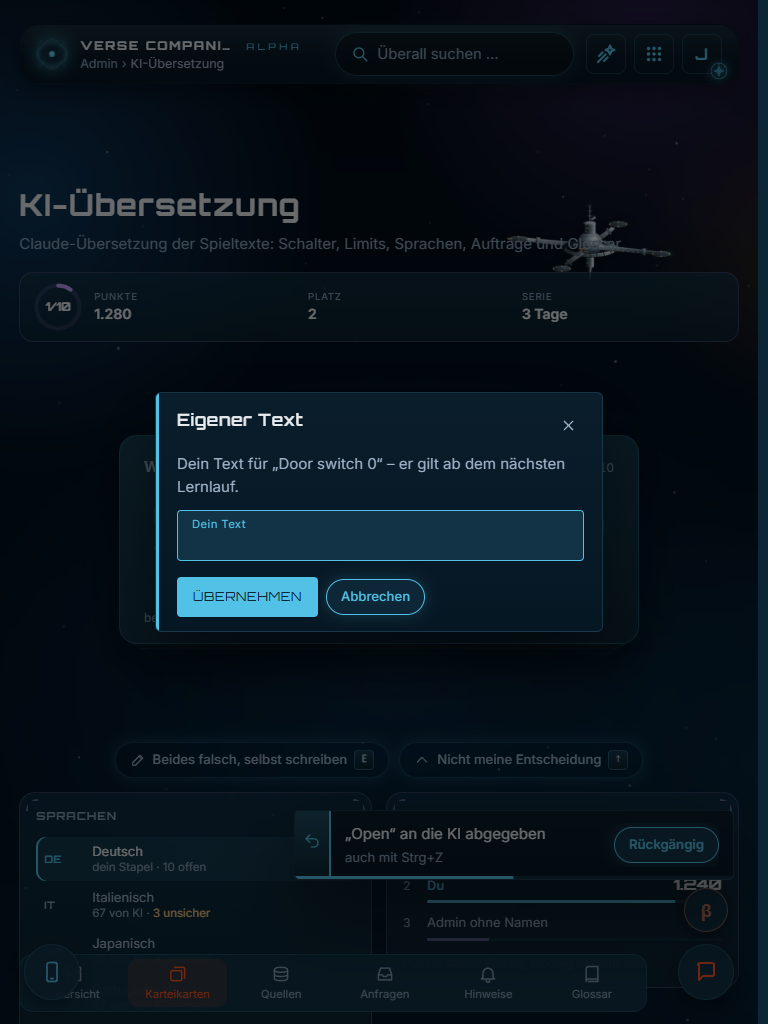 VERSE COMPANI… ALPHA
Admin › KI-Übersetzung
Überall suchen …
KI-Übersetzung
Claude-Übersetzung der Spieltexte: Schalter, Limits, Sprachen, Aufträge und Glossar.
1/10
PUNKTE
1.280
PLATZ
2
SERIE
3 Tage
Eigener Text
Dein Text für „Door switch 0“ – er gilt ab dem nächsten
Lernlauf.
Dein Text
ÜBERNEHMEN
Abbrechen
Beides falsch, selbst schreiben E
Nicht meine Entscheidung ↑
SPRACHEN
DE
Deutsch
dein Stapel · 10 offen
IT
Italienisch
67 von KI · 3 unsicher
Japanisch
„Open“ an die KI abgegeben
auch mit Strg+Z
Rückgängig
2 Du 1.240
3 Admin ohne Namen
β
Karteikarten
Quellen
Anfragen
Hinweise
Glossar